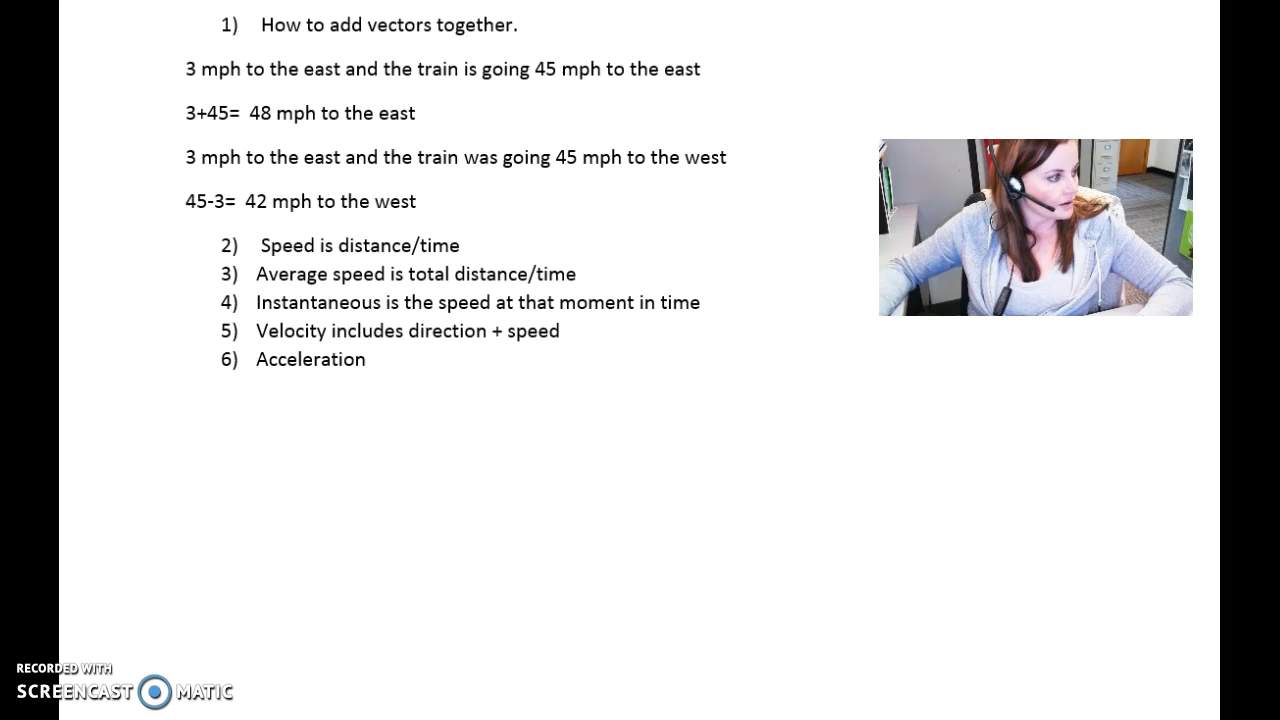 1) How to add vectors together.
3 mph to the east and the train is going 45 mph to the east
3+45= 48 mph to the east
3 mph to the east and the train was going 45 mph to the west
45-3= 42 mph to the west
2) Speed is distance/time
3) Average speed is total distance/time
4) Instantaneous is the speed at that moment in time
5) Velocity includes direction + speed
6) Acceleration
RECORDED WITH
SCREENCAST MATIC